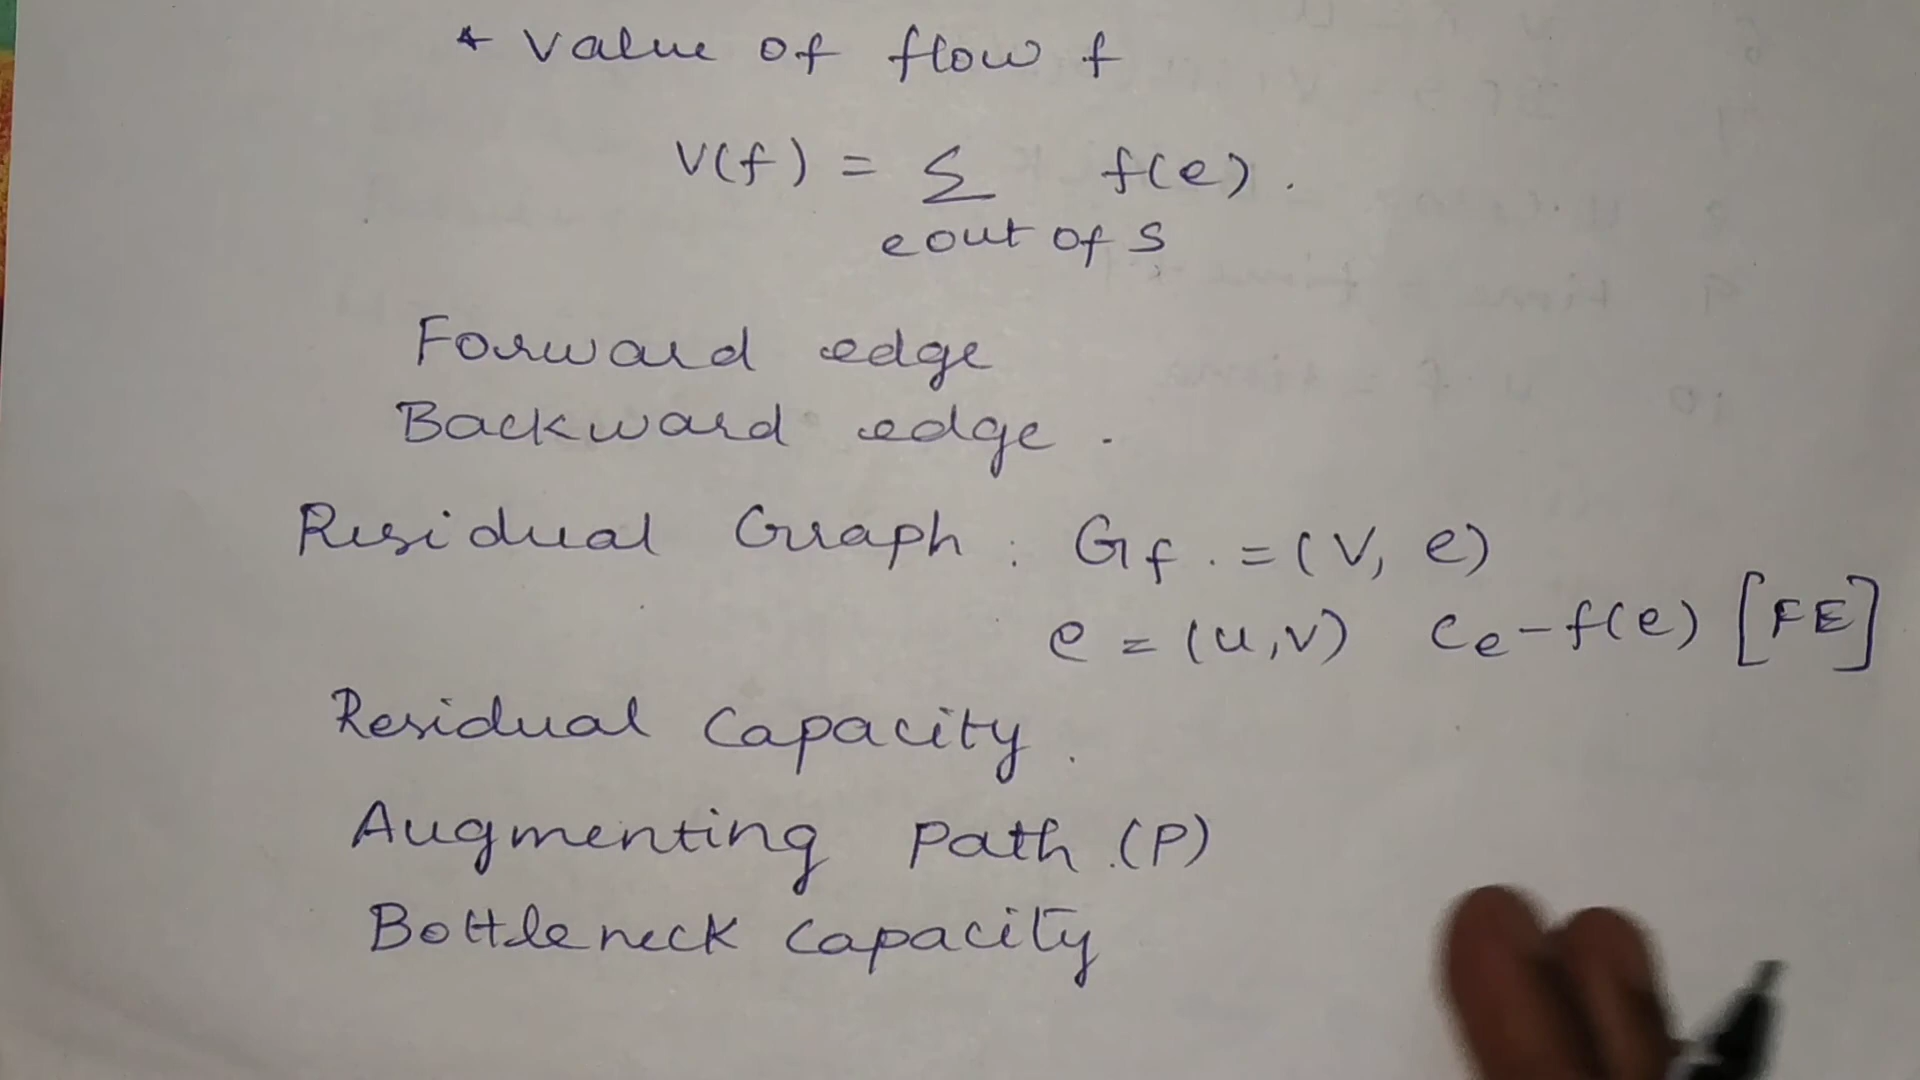 * Value of flow f
V(f) = Σ f(e).
e out of s
Forward edge
Backward edge.
Residual Graph : Gf. = (V, e)
e = (u,v) Ce - f(e) [FE]
Residual Capacity.
Augmenting Path (P)
Bottleneck Capacity